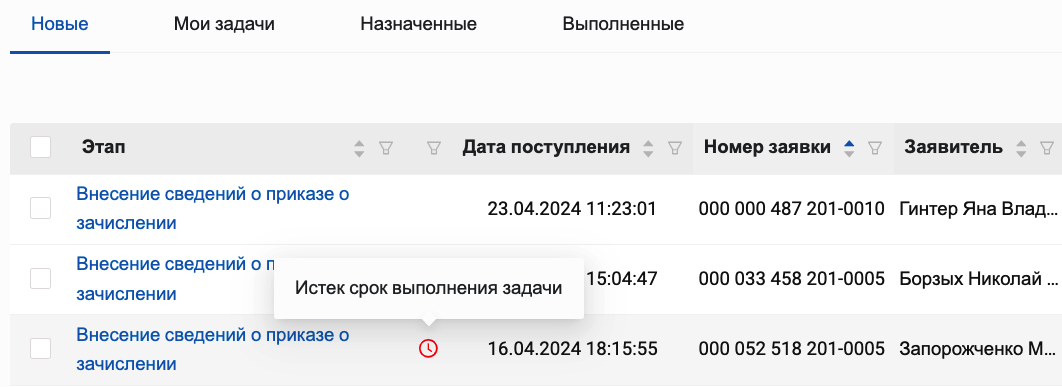 Новые Мои задачи Назначенные Выполненные
Этап Дата поступления Номер заявки Заявитель
Внесение сведений о приказе о
зачислении
23.04.2024 11:23:01 000 000 487 201-0010 Гинтер Яна Влад...
Внесение сведений о п
зачислении
15:04:47 000 033 458 201-0005 Борзых Николай ...
Истек срок выполнения задачи
Внесение сведений о приказе о
зачислении
16.04.2024 18:15:55 000 052 518 201-0005 Запорожченко М...